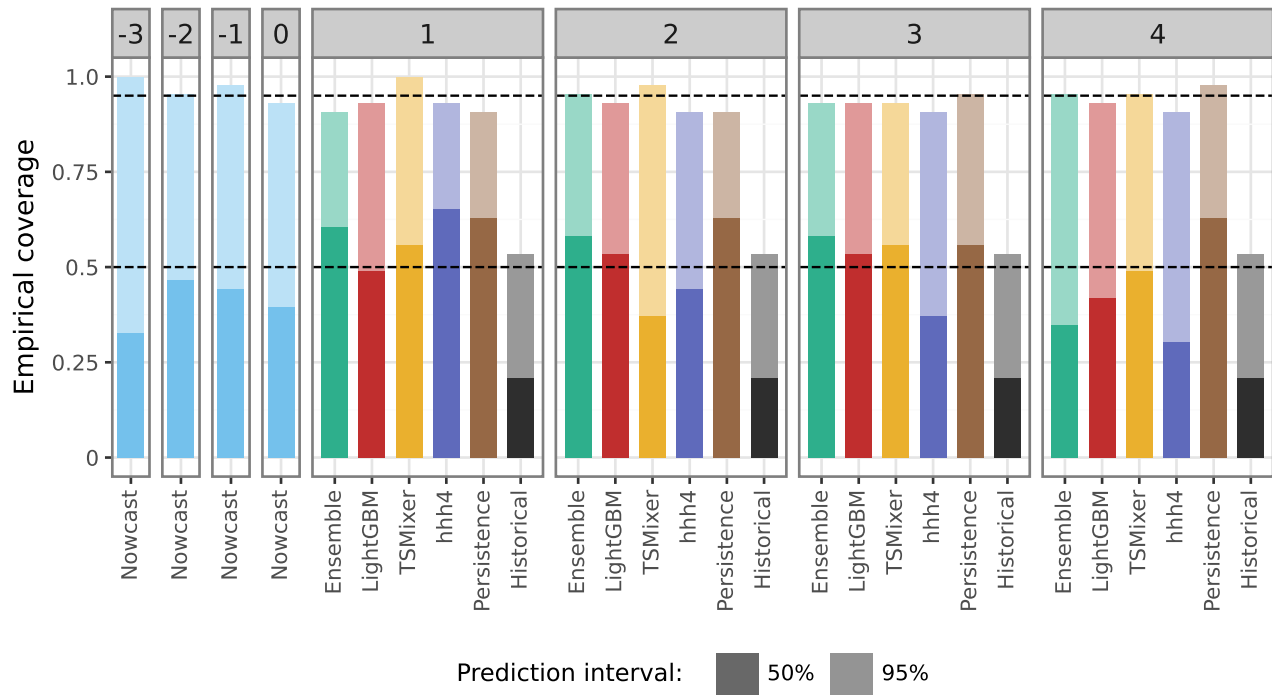 -3 -2 -1 0 1 2 3 4
Empirical coverage
1.0
0.75
0.5
0.25
0
Nowcast Nowcast Nowcast Nowcast Ensemble LightGBM TSMixer hhh4 Persistence Historical Ensemble LightGBM TSMixer hhh4 Persistence Historical Ensemble LightGBM TSMixer hhh4 Persistence Historical Ensemble LightGBM TSMixer hhh4 Persistence Historical
Prediction interval: 50% 95%